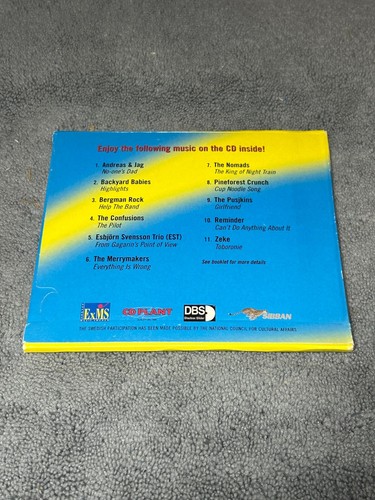 Enjoy the following music on the CD inside!
1. Andreas & Jag
No-one's Dad
2. Backyard Babies
Highlights
3. Bergman Rock
Help The Band
4. The Confusions
The Pilot
5. Esbjörn Svensson Trio (EST)
From Gagarin's Point of View
6. The Merrymakers
Everything Is Wrong
7. The Nomads
The King of Night Train
8. Pineforest Crunch
Cup Noodle Song
9. The Pusjkins
Girlfriend
10. Reminder
Can't Do Anything About It
11. Zeke
Tobammie
See booklet for more details
ExMS
CD PLANT
DBS
THE SWEDISH PARTICIPATION HAS BEEN MADE POSSIBLE BY THE NATIONAL COUNCIL FOR CULTURAL AFFAIRS